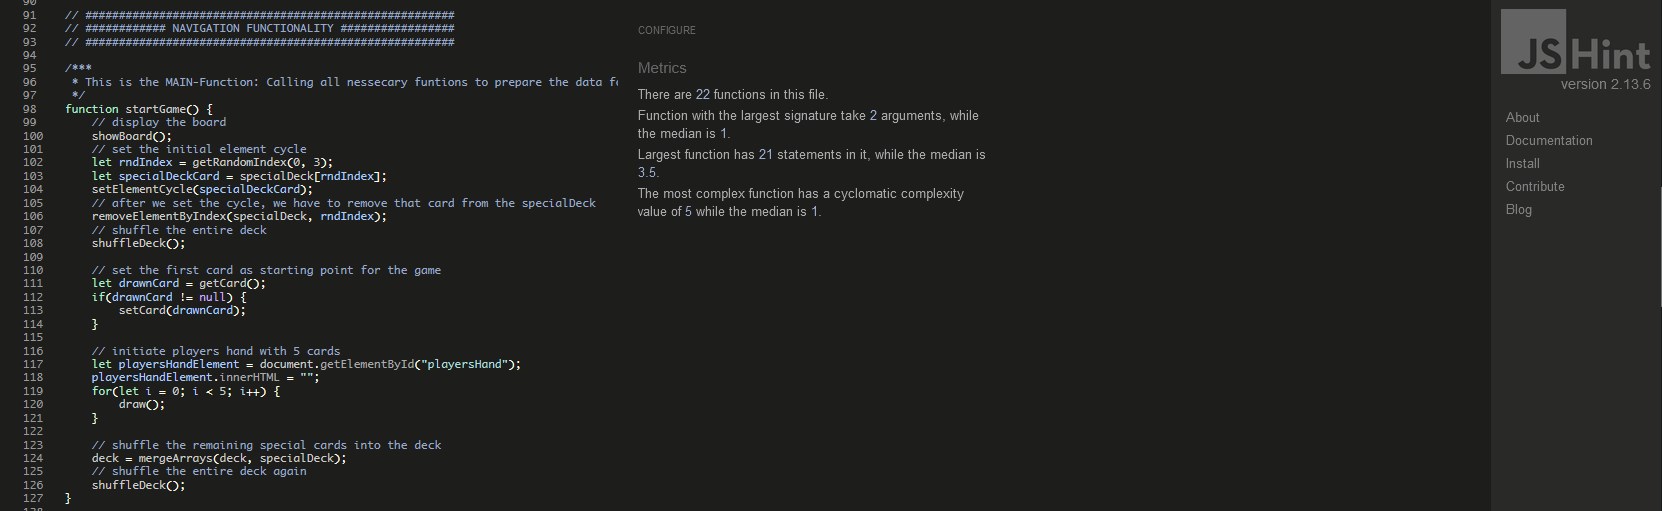 90
91 // #######################################################
92 // ############ NAVIGATION FUNCTIONALITY #################
93 // #######################################################
94
95 /***
96 * This is the MAIN-Function: Calling all nessecary funtions to prepare the data fo
97 */
98 function startGame() {
99 // display the board
100 showBoard();
101 // set the initial element cycle
102 let rndIndex = getRandomIndex(0, 3);
103 let specialDeckCard = specialDeck[rndIndex];
104 setElementCycle(specialDeckCard);
105 // after we set the cycle, we have to remove that card from the specialDeck
106 removeElementByIndex(specialDeck, rndIndex);
107 // shuffle the entire deck
108 shuffleDeck();
109
110 // set the first card as starting point for the game
111 let drawnCard = getCard();
112 if(drawnCard != null) {
113 setCard(drawnCard);
114 }
115
116 // initiate players hand with 5 cards
117 let playersHandElement = document.getElementById("playersHand");
118 playersHandElement.innerHTML = "";
119 for(let i = 0; i < 5; i++) {
120 draw();
121 }
122
123 // shuffle the remaining special cards into the deck
124 deck = mergeArrays(deck, specialDeck);
125 // shuffle the entire deck again
126 shuffleDeck();
127 }
128
CONFIGURE
Metrics
There are 22 functions in this file.
Function with the largest signature take 2 arguments, while
the median is 1.
Largest function has 21 statements in it, while the median is
3.5.
The most complex function has a cyclomatic complexity
value of 5 while the median is 1.
JSHint
version 2.13.6
About
Documentation
Install
Contribute
Blog